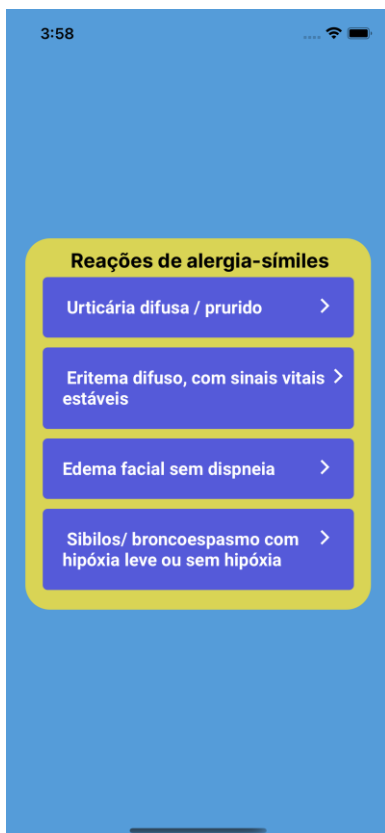 3:58
Reações de alergia-símiles
Urticária difusa / prurido
Eritema difuso, com sinais vitais
estáveis
Edema facial sem dispneia
Sibilos/ broncoespasmo com
hipóxia leve ou sem hipóxia